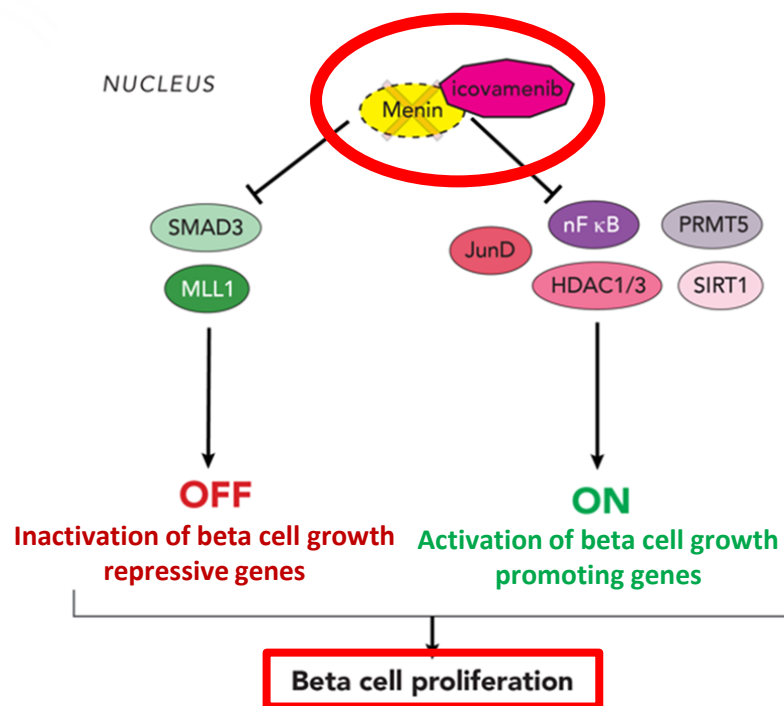 NUCLEUS
icovamenib
Menin
SMAD3
MLL1
nF κB
PRMT5
JunD
HDAC1/3
SIRT1
OFF
Inactivation of beta cell growth
repressive genes
ON
Activation of beta cell growth
promoting genes
Beta cell proliferation